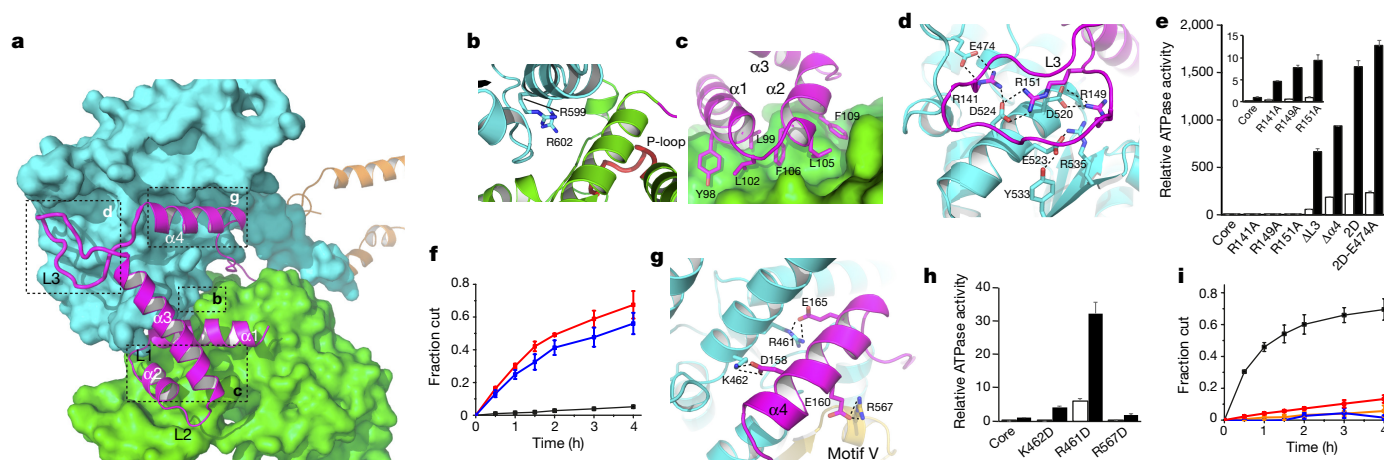 a
d
g
α4
L3
b
α3
α1
L1
α2
c
L2
b
R599
R602
P-loop
c
α3
α1
α2
L99
F109
L102
F106
L105
Y98
d
E474
L3
R151
R141
R149
D524
D520
E523
R535
Y533
e
Relative ATPase activity
2,000
1,500
1,000
500
0
15
10
5
0
Core
R141A
R149A
R151A
Core
R141A
R149A
R151A
ΔL3
Δα4
2D
2D-E474A
f
Fraction cut
0.8
0.6
0.4
0.2
0
0
1
2
3
4
Time (h)
g
E165
R461
D158
K462
E160
R567
α4
Motif V
h
Relative ATPase activity
40
30
20
10
0
Core
K462D
R461D
R567D
i
Fraction cut
0.8
0.6
0.4
0.2
0
0
1
2
3
4
Time (h)